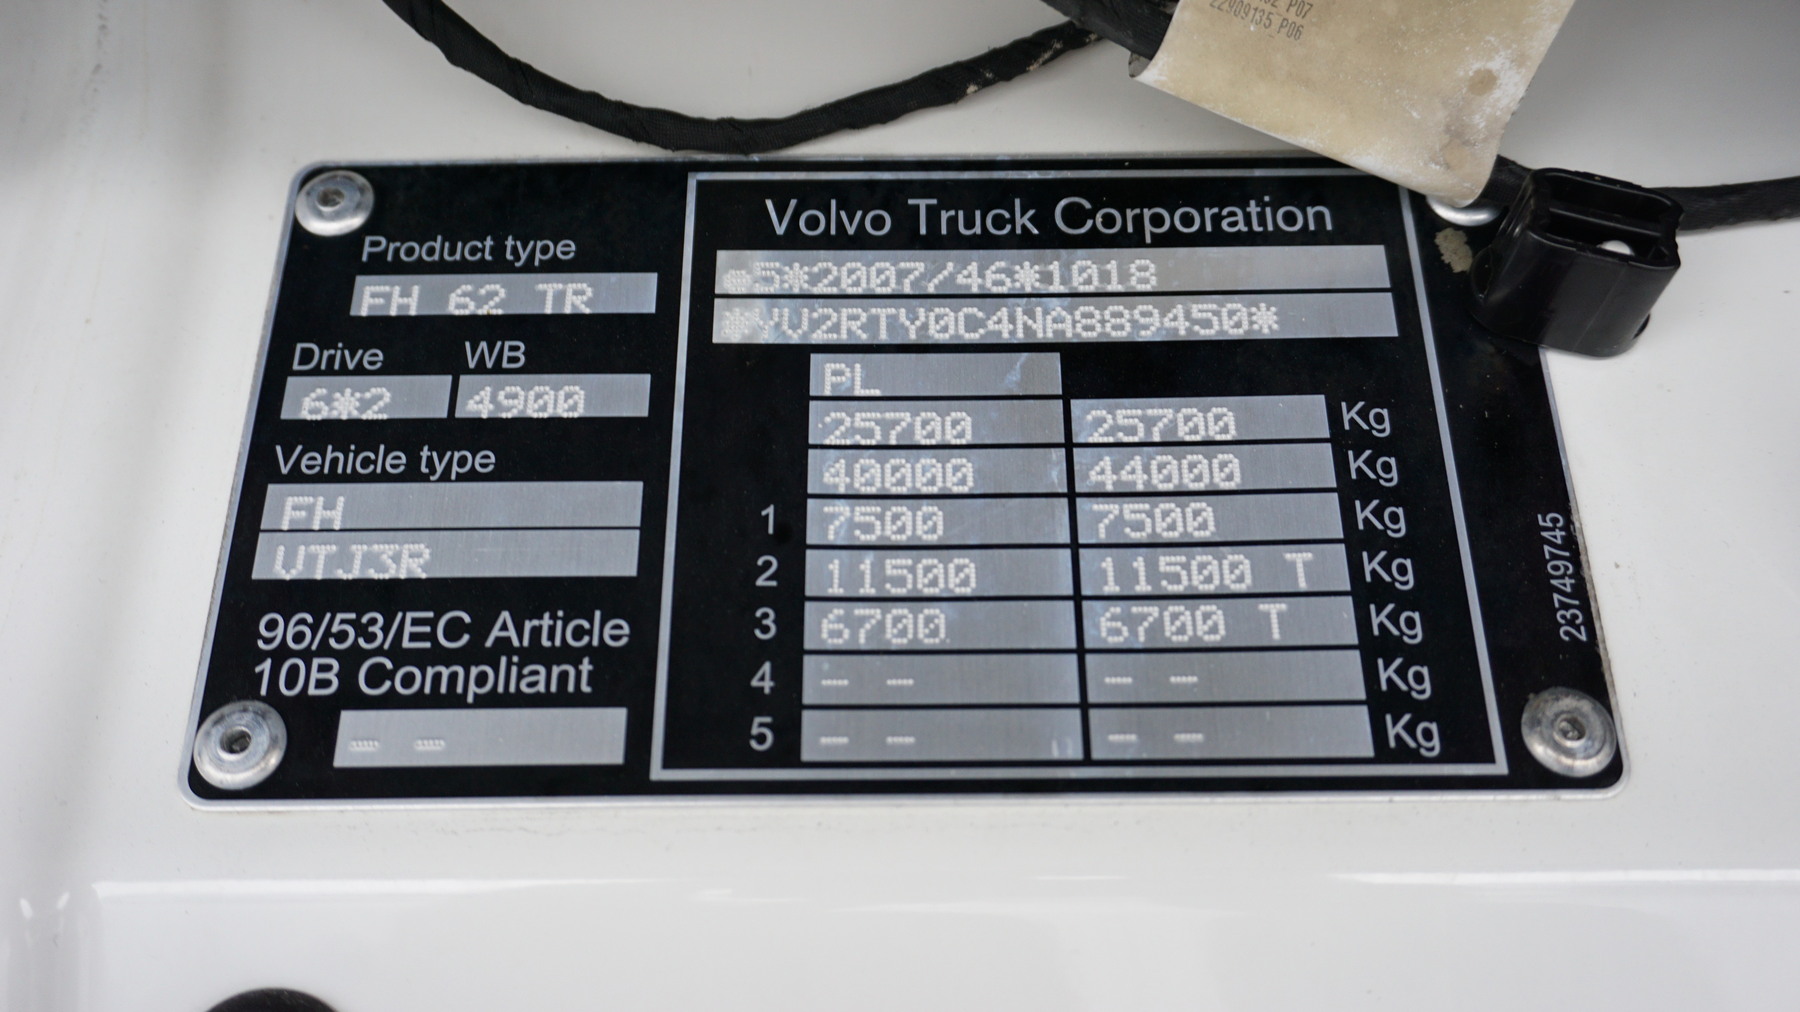 P07
22909135 P06
Product type
FH 62 TR
Drive WB
6*2 4900
Vehicle type
FH
VTJ3R
96/53/EC Article
10B Compliant
-- --
Volvo Truck Corporation
5*2007/46*1018
*YV2RTY0C4NA889450*
PL
25700 25700 Kg
40000 44000 Kg
1 7500 7500 Kg
2 11500 11500 T Kg
3 6700 6700 T Kg
4 -- -- -- -- Kg
5 -- -- -- -- Kg
23749745